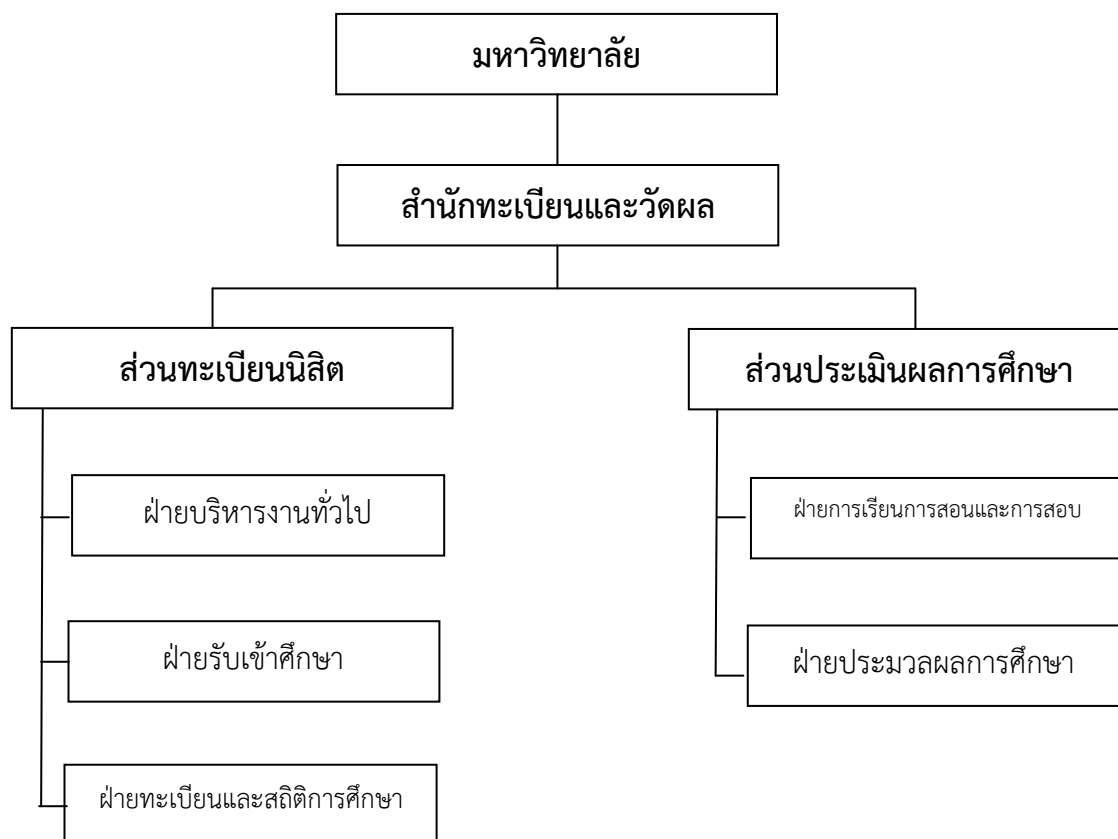 มหาวิทยาลัย
สำนักทะเบียนและวัดผล
ส่วนทะเบียนนิสิต
ส่วนประเมินผลการศึกษา
ฝ่ายบริหารงานทั่วไป
ฝ่ายการเรียนการสอนและการสอบ
ฝ่ายรับเข้าศึกษา
ฝ่ายประมวลผลการศึกษา
ฝ่ายทะเบียนและสถิติการศึกษา